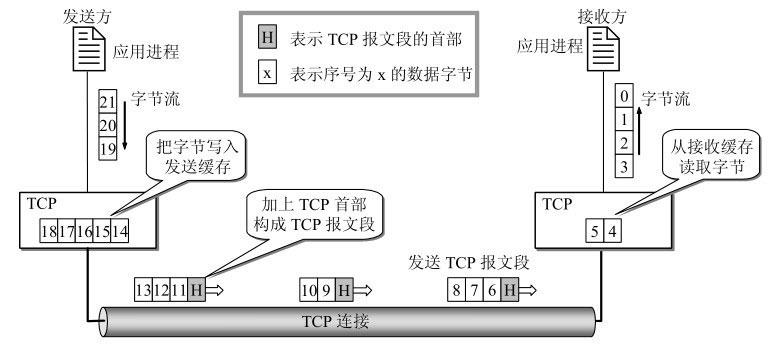 发送方
应用进程
H 表示 TCP 报文段的首部
x 表示序号为 x 的数据字节
接收方
应用进程
21
20
19
字节流
把字节写入
发送缓存
0
1
2
3
字节流
从接收缓存
读取字节
TCP
18 17 16 15 14
加上 TCP 首部
构成 TCP 报文段
TCP
5 4
发送 TCP 报文段
13 12 11 H
10 9 H
8 7 6 H
TCP 连接